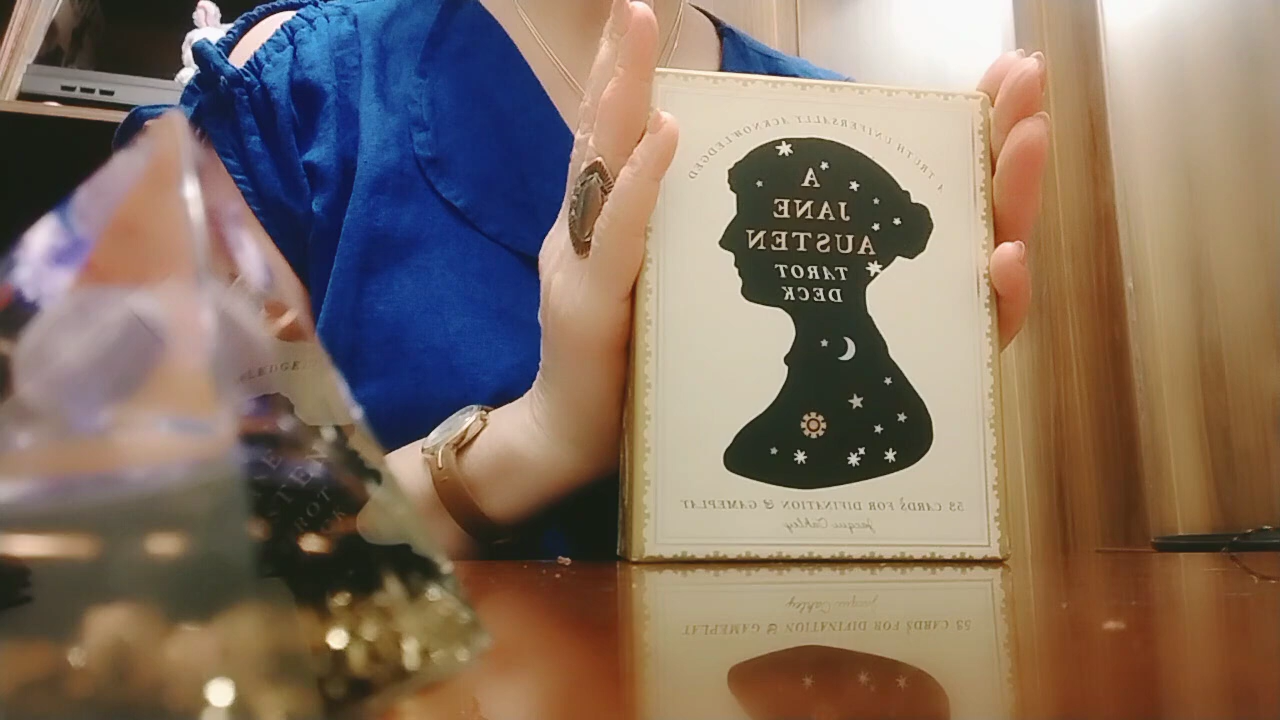 A TRUTH UNIVERSALLY ACKNOWLEDGED
A
JANE
AUSTEN
TAROT
DECK
53 CARDS FOR DIVINATION & GAMEPLAY
Jacqui Oakley